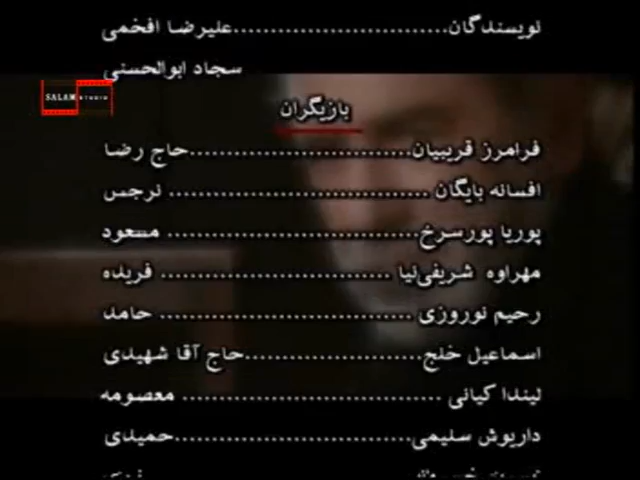 نویسندگان..............................علیرضا افخمی
سجاد ابوالحسنی
SALAM STUDIO
بازیگران
فرامرز قریبیان..............................حاج رضا
افسانه بایگان .............................. نرجس
پوریا پورسرخ.............................. مسعود
مهراوه شریفی‌نیا .............................. فریده
رحیم نوروزی .............................. حامد
اسماعیل خلج.........................حاج آقا شهیدی
لیندا کیانی .............................. معصومه
داریوش سلیمی..............................حمیدی